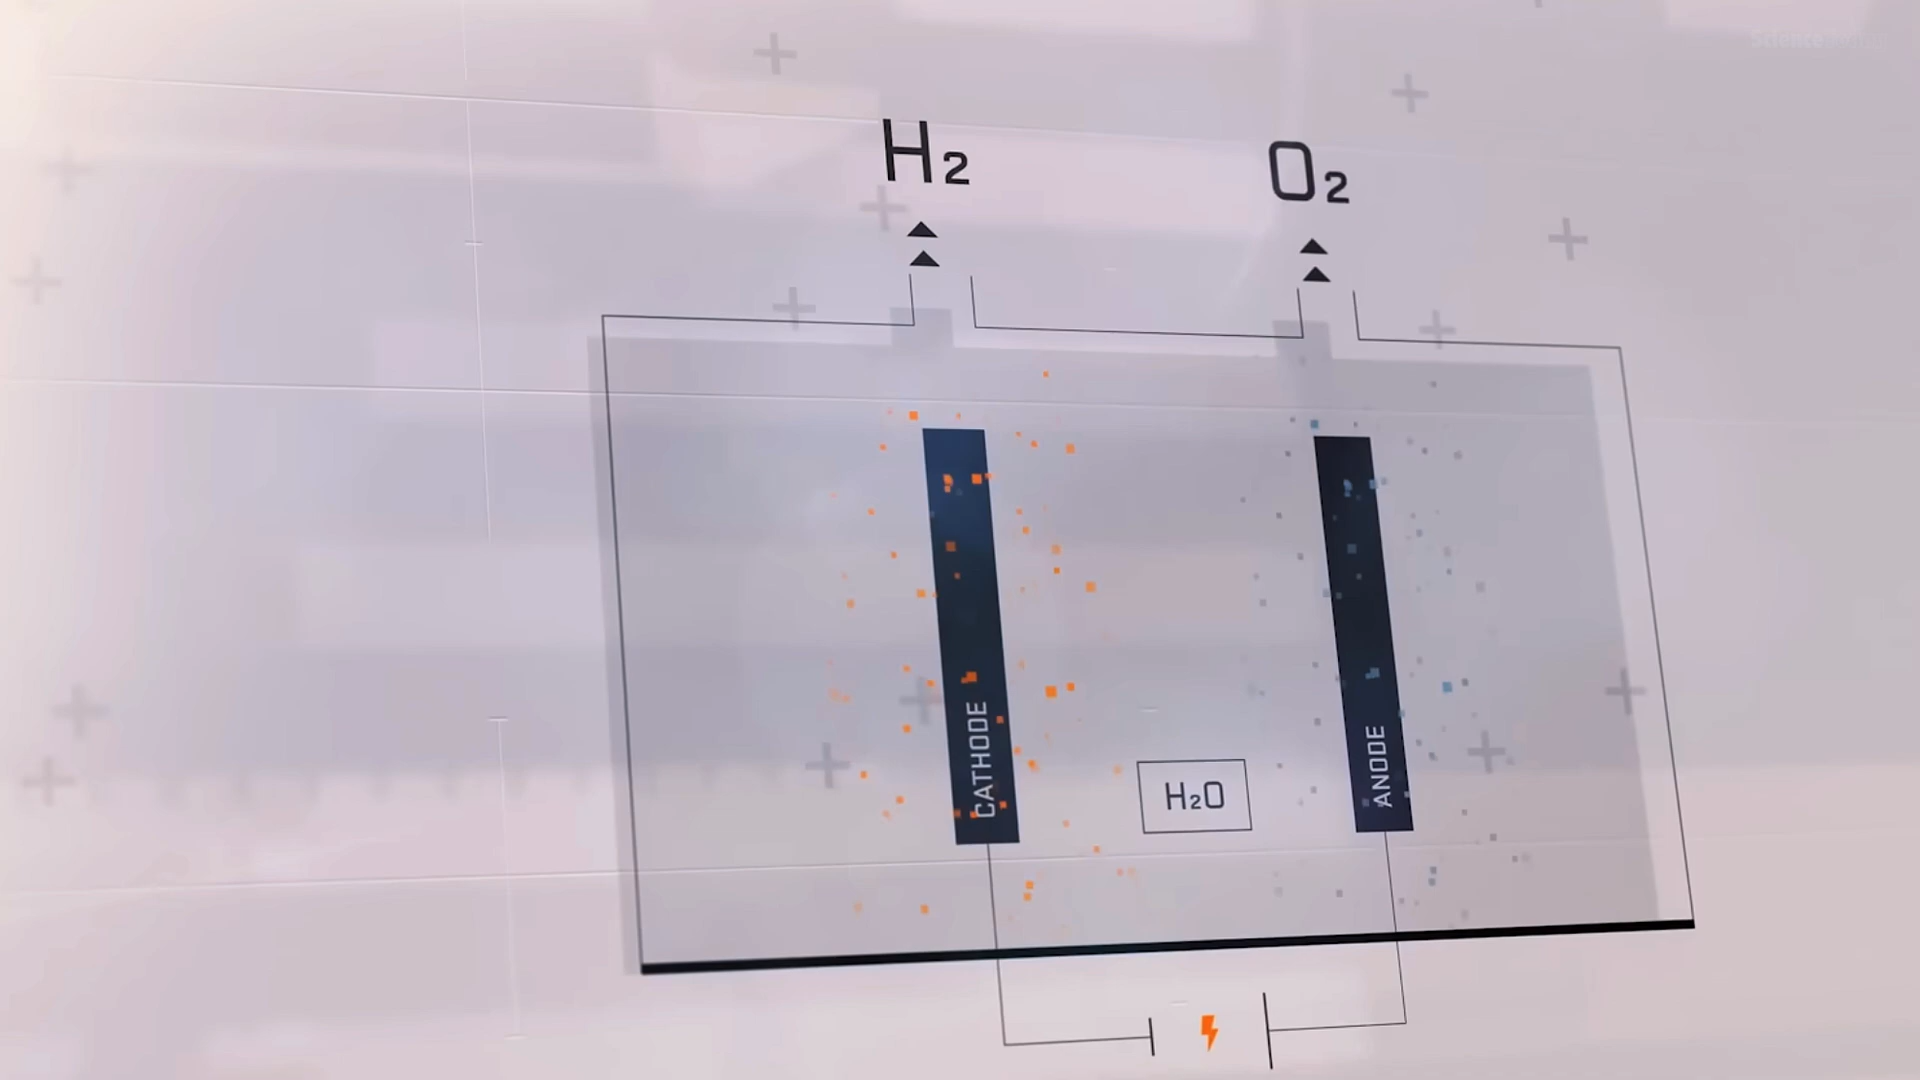 H₂
O₂
CATHODE
ANODE
H₂O